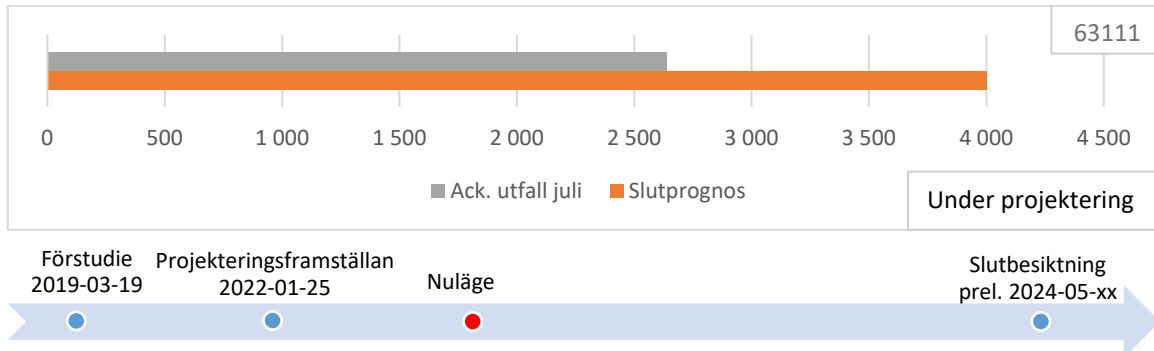 63111
0 500 1 000 1 500 2 000 2 500 3 000 3 500 4 000 4 500
Ack. utfall juli Slutprognos
Under projektering
Förstudie
2019-03-19
Projekteringsframställan
2022-01-25
Nuläge
Slutbesiktning
prel. 2024-05-xx